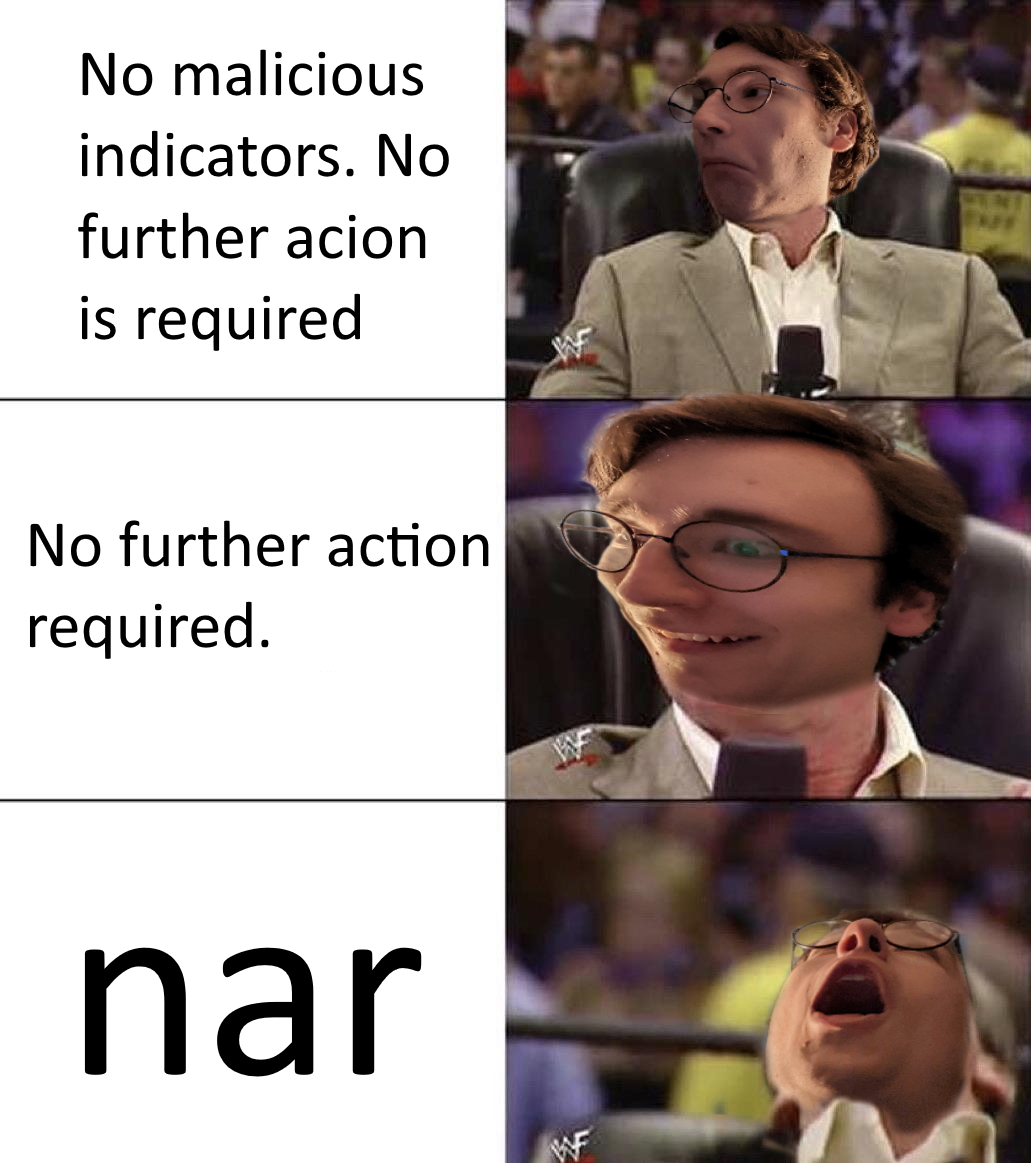 No malicious
indicators. No
further acion
is required
No further action
required.
nar